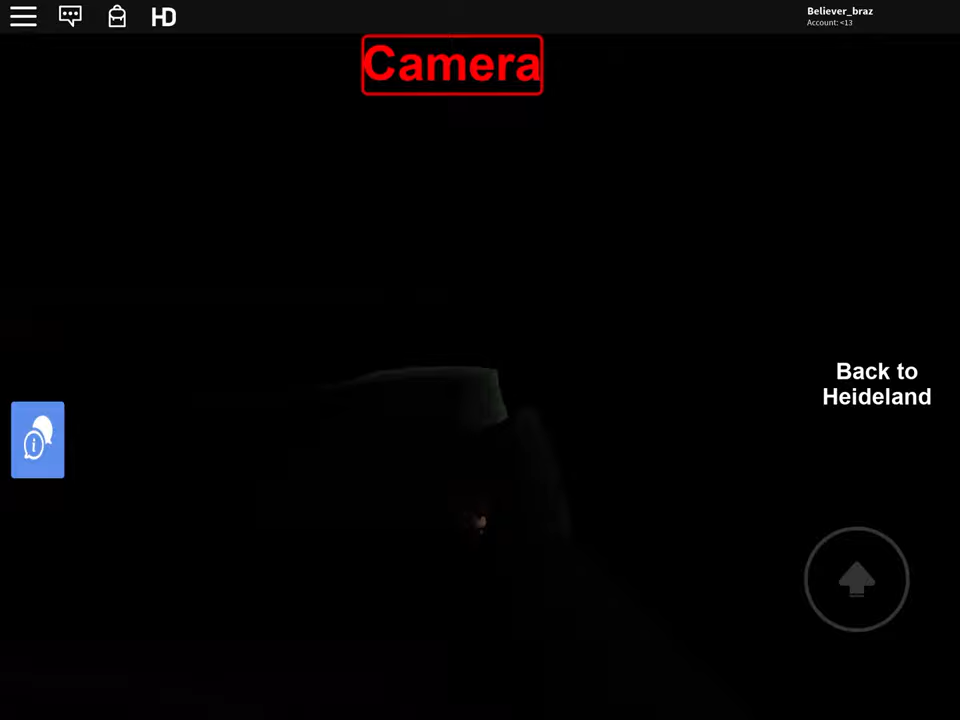 HD
Believer_braz
Account: <13
Camera
Back to
Heideland